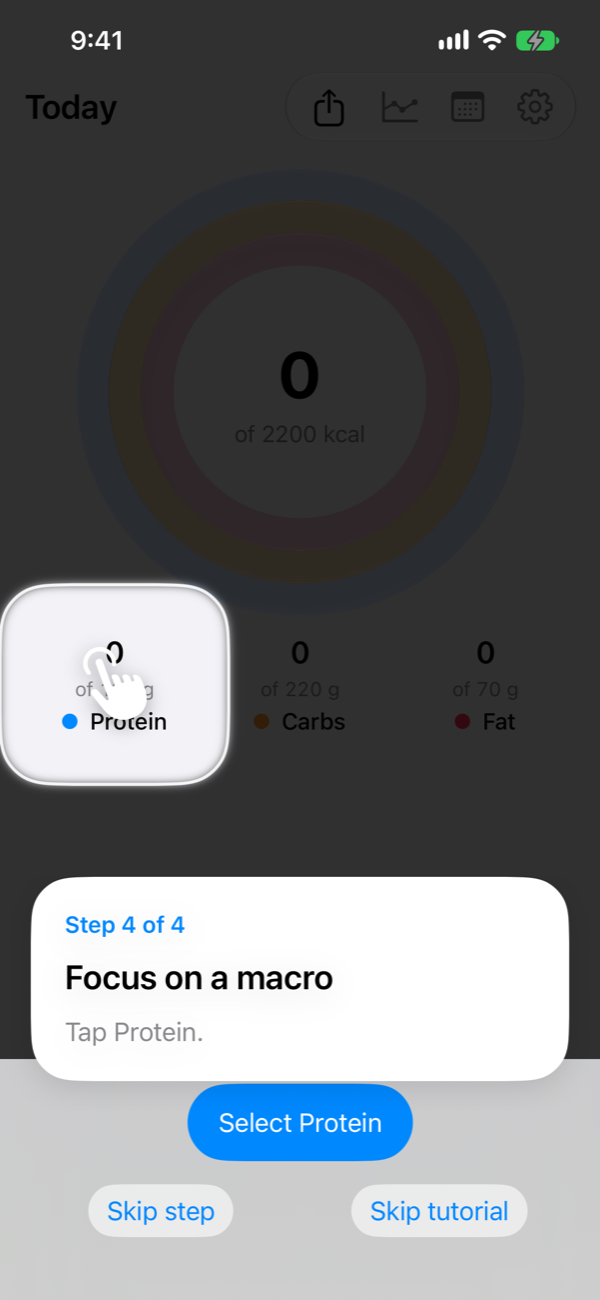 9:41
Today
0
of 2200 kcal
0
of g
Protein
0
of 220 g
Carbs
0
of 70 g
Fat
Step 4 of 4
Focus on a macro
Tap Protein.
Select Protein
Skip step
Skip tutorial